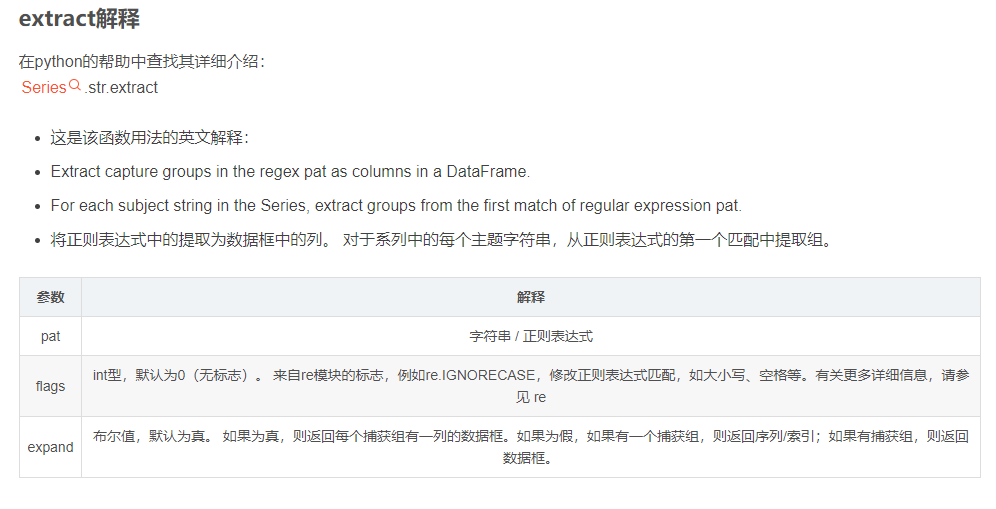 extract解释
在python的帮助中查找其详细介绍：
Series.str.extract
这是该函数用法的英文解释：
Extract capture groups in the regex pat as columns in a DataFrame.
For each subject string in the Series, extract groups from the first match of regular expression pat.
将正则表达式中的提取为数据框中的列。 对于系列中的每个主题字符串，从正则表达式的第一个匹配中提取组。
参数 解释
pat 字符串 / 正则表达式
flags int型，默认为0（无标志）。 来自re模块的标志，例如re.IGNORECASE，修改正则表达式匹配，如大小写、空格等。有关更多详细信息，请参
见 re
expand 布尔值，默认为真。 如果为真，则返回每个捕获组有一列的数据框。如果为假，如果有一个捕获组，则返回序列/索引；如果有捕获组，则返回
数据框。